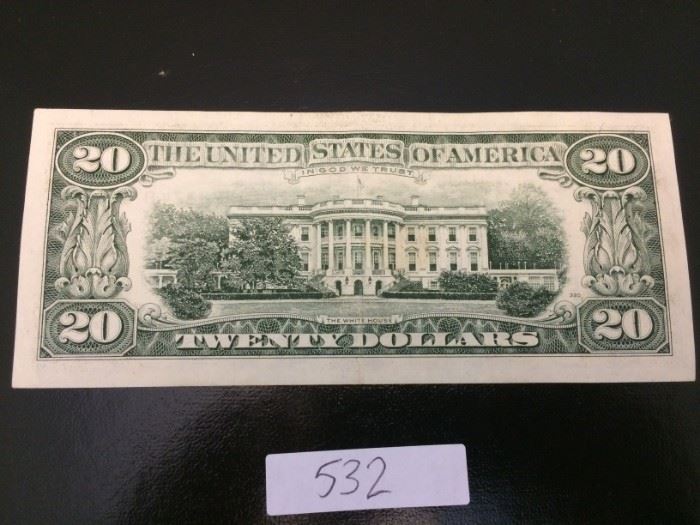 20 THE UNITED STATES OF AMERICA 20
IN GOD WE TRUST
THE WHITE HOUSE
20 TWENTY DOLLARS 20
532